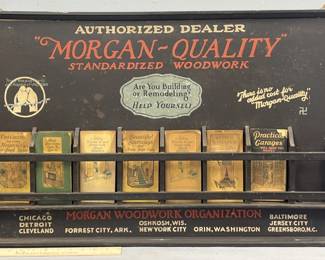 AUTHORIZED DEALER
"MORGAN-QUALITY"
STANDARDIZED WOODWORK
Are You Building
or Remodeling?
HELP YOURSELF
"There is no
added cost for
Morgan-Quality"
Practical
Garages
MORGAN WOODWORK ORGANIZATION
CHICAGO
DETROIT
CLEVELAND
FORREST CITY, ARK.
OSHKOSH, WIS.
NEW YORK CITY
ORIN, WASHINGTON
BALTIMORE
JERSEY CITY
GREENSBORO, N.C.